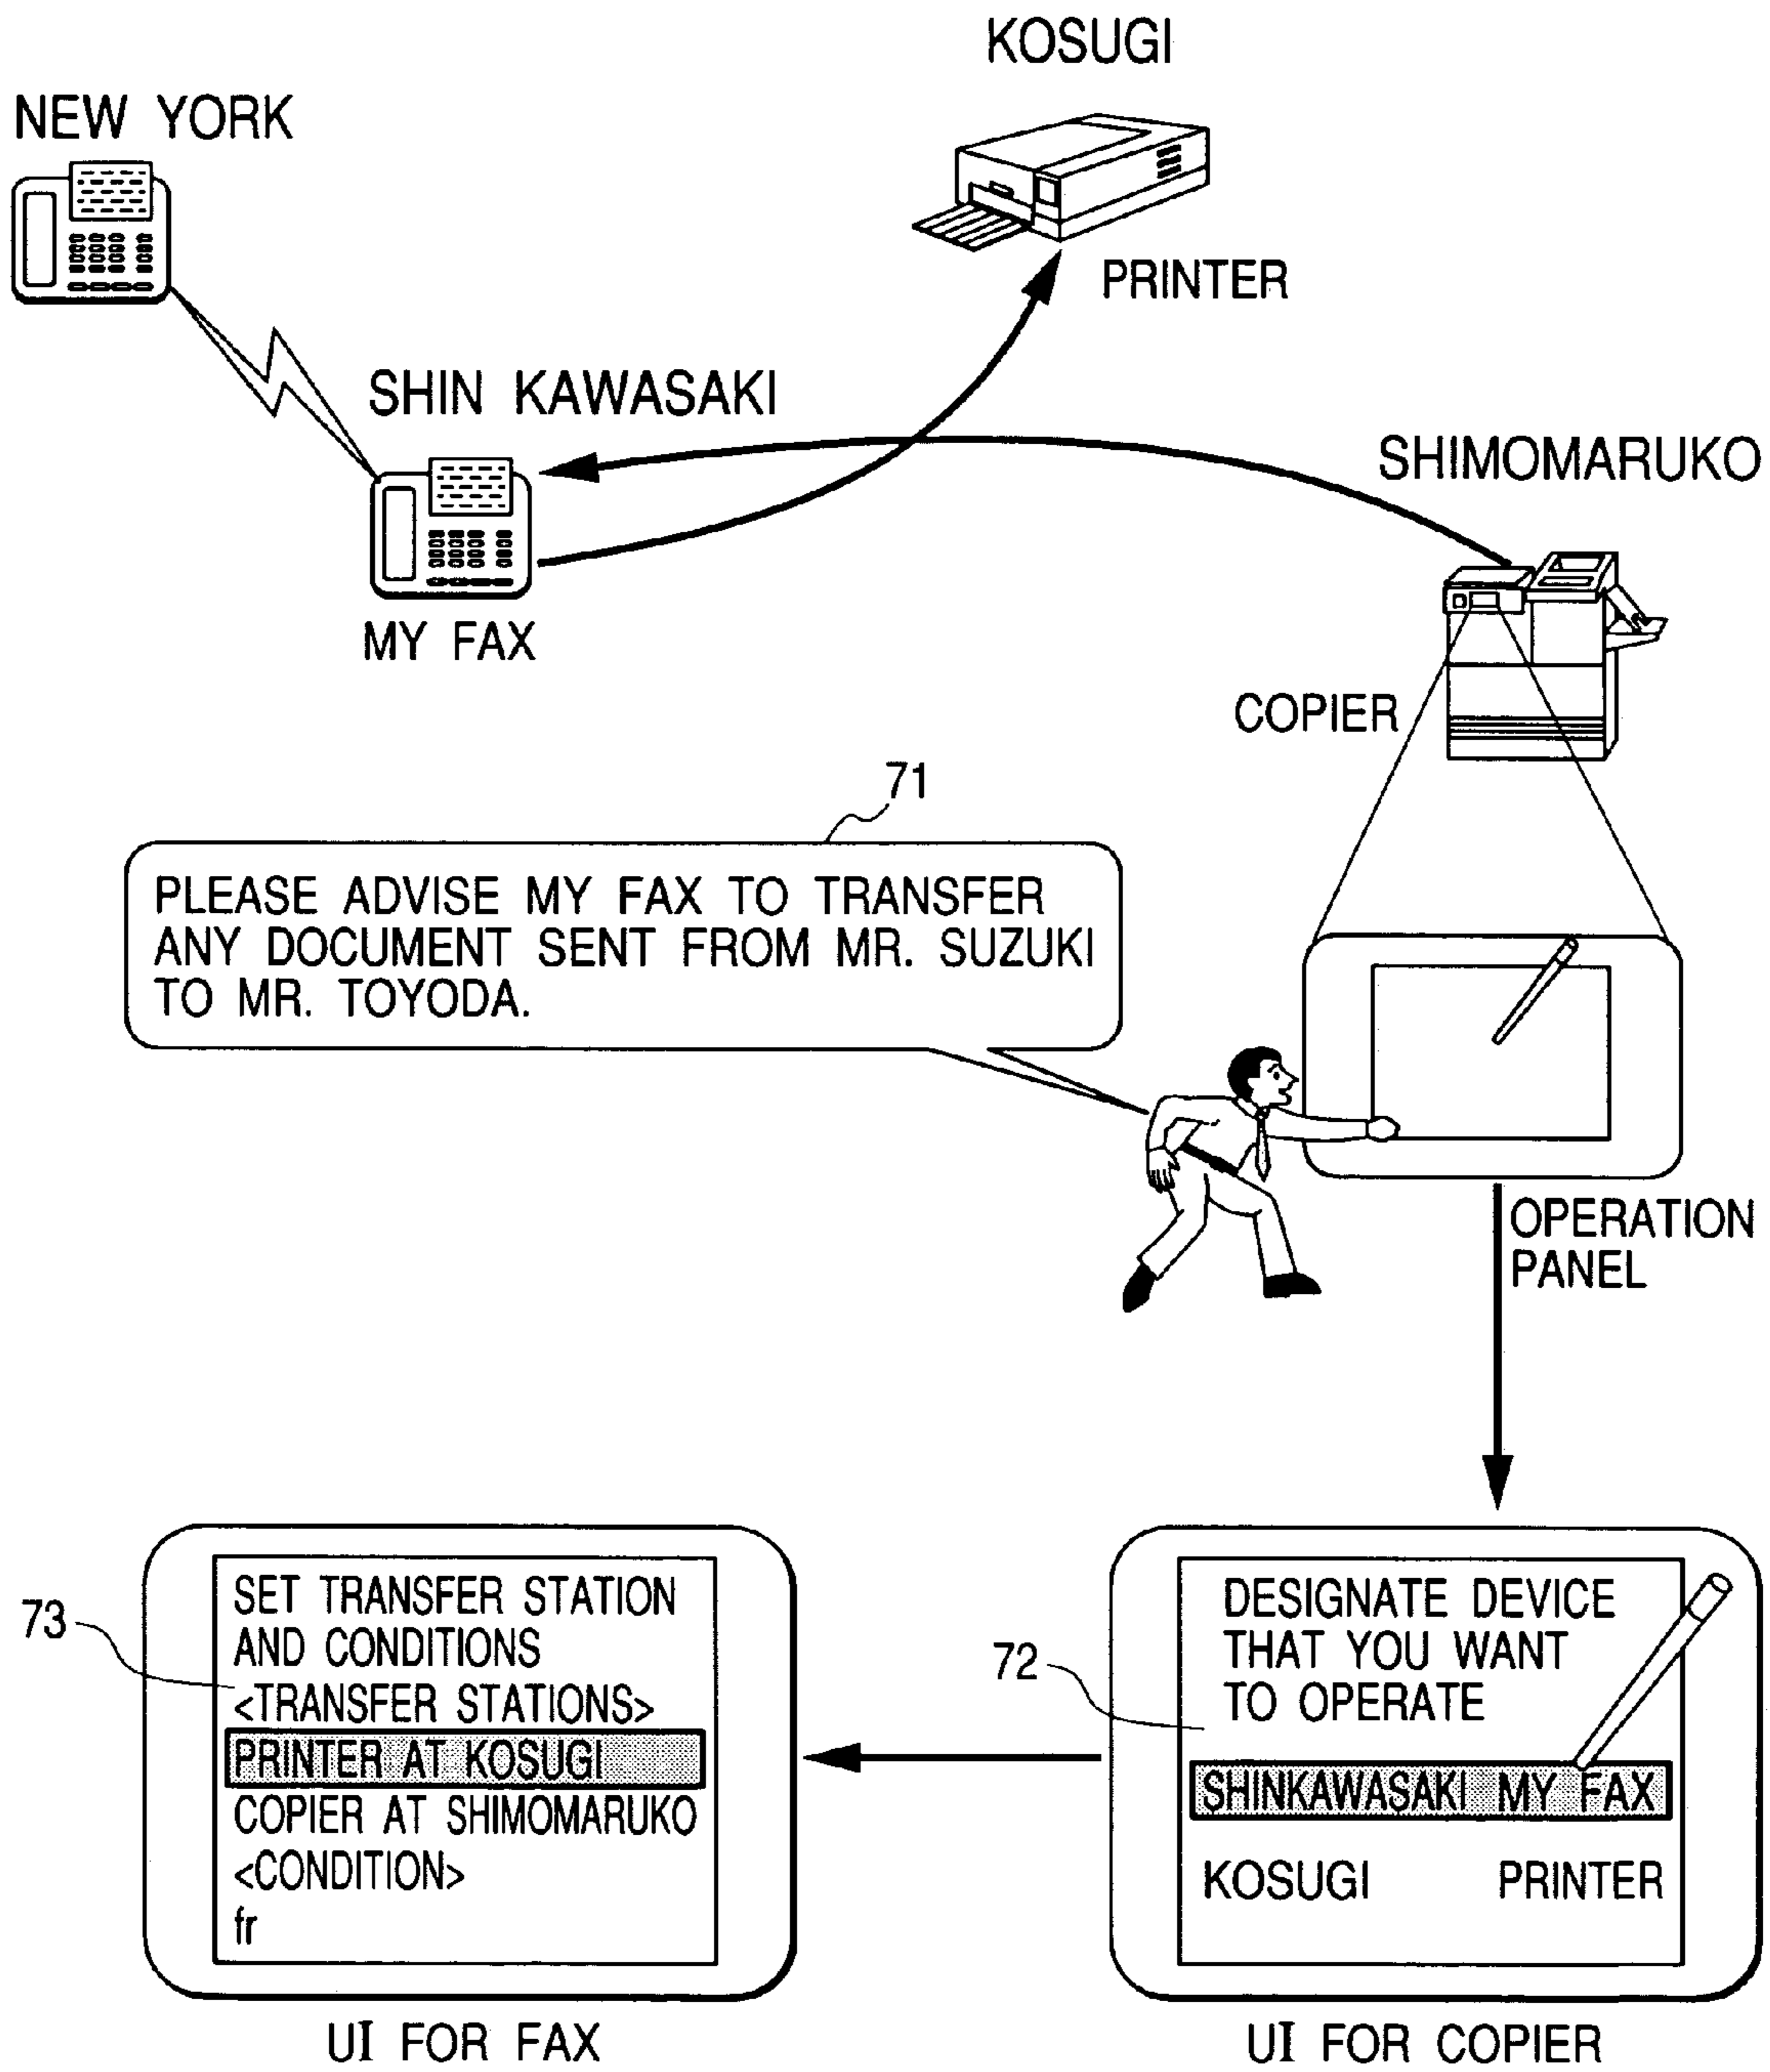 KOSUGI
NEW YORK
PRINTER
SHIN KAWASAKI
SHIMOMARUKO
MY FAX
COPIER
71
PLEASE ADVISE MY FAX TO TRANSFER
ANY DOCUMENT SENT FROM MR. SUZUKI
TO MR. TOYODA.
OPERATION
PANEL
73
SET TRANSFER STATION
AND CONDITIONS
<TRANSFER STATIONS>
PRINTER AT KOSUGI
COPIER AT SHIMOMARUKO
<CONDITION>
fr
UI FOR FAX
72
DESIGNATE DEVICE
THAT YOU WANT
TO OPERATE
SHINKAWASAKI MY FAX
KOSUGI PRINTER
UI FOR COPIER